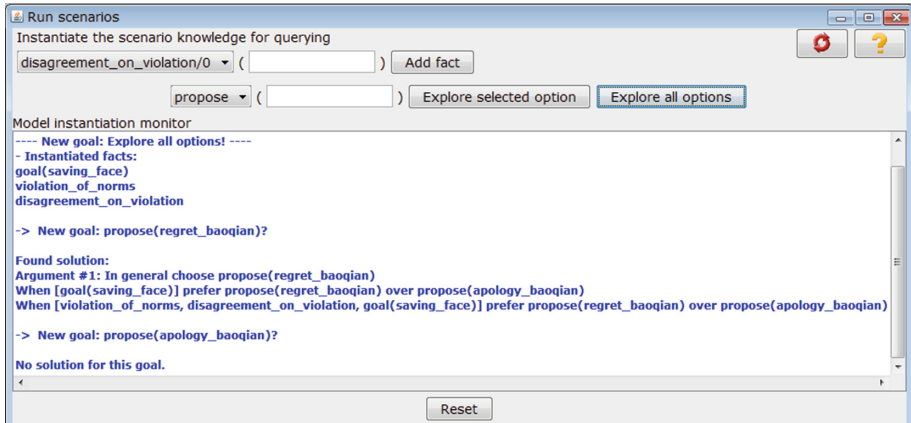 Run scenarios
Instantiate the scenario knowledge for querying
disagreement_on_violation/0 ( ) Add fact
propose ( ) Explore selected option Explore all options
Model instantiation monitor
---- New goal: Explore all options! ----
- Instantiated facts:
goal(saving_face)
violation_of_norms
disagreement_on_violation
-> New goal: propose(regret_baoqian)?
Found solution:
Argument #1: In general choose propose(regret_baoqian)
When [goal(saving_face)] prefer propose(regret_baoqian) over propose(apology_baoqian)
When [violation_of_norms, disagreement_on_violation, goal(saving_face)] prefer propose(regret_baoqian) over propose(apology_baoqian)
-> New goal: propose(apology_baoqian)?
No solution for this goal.
Reset